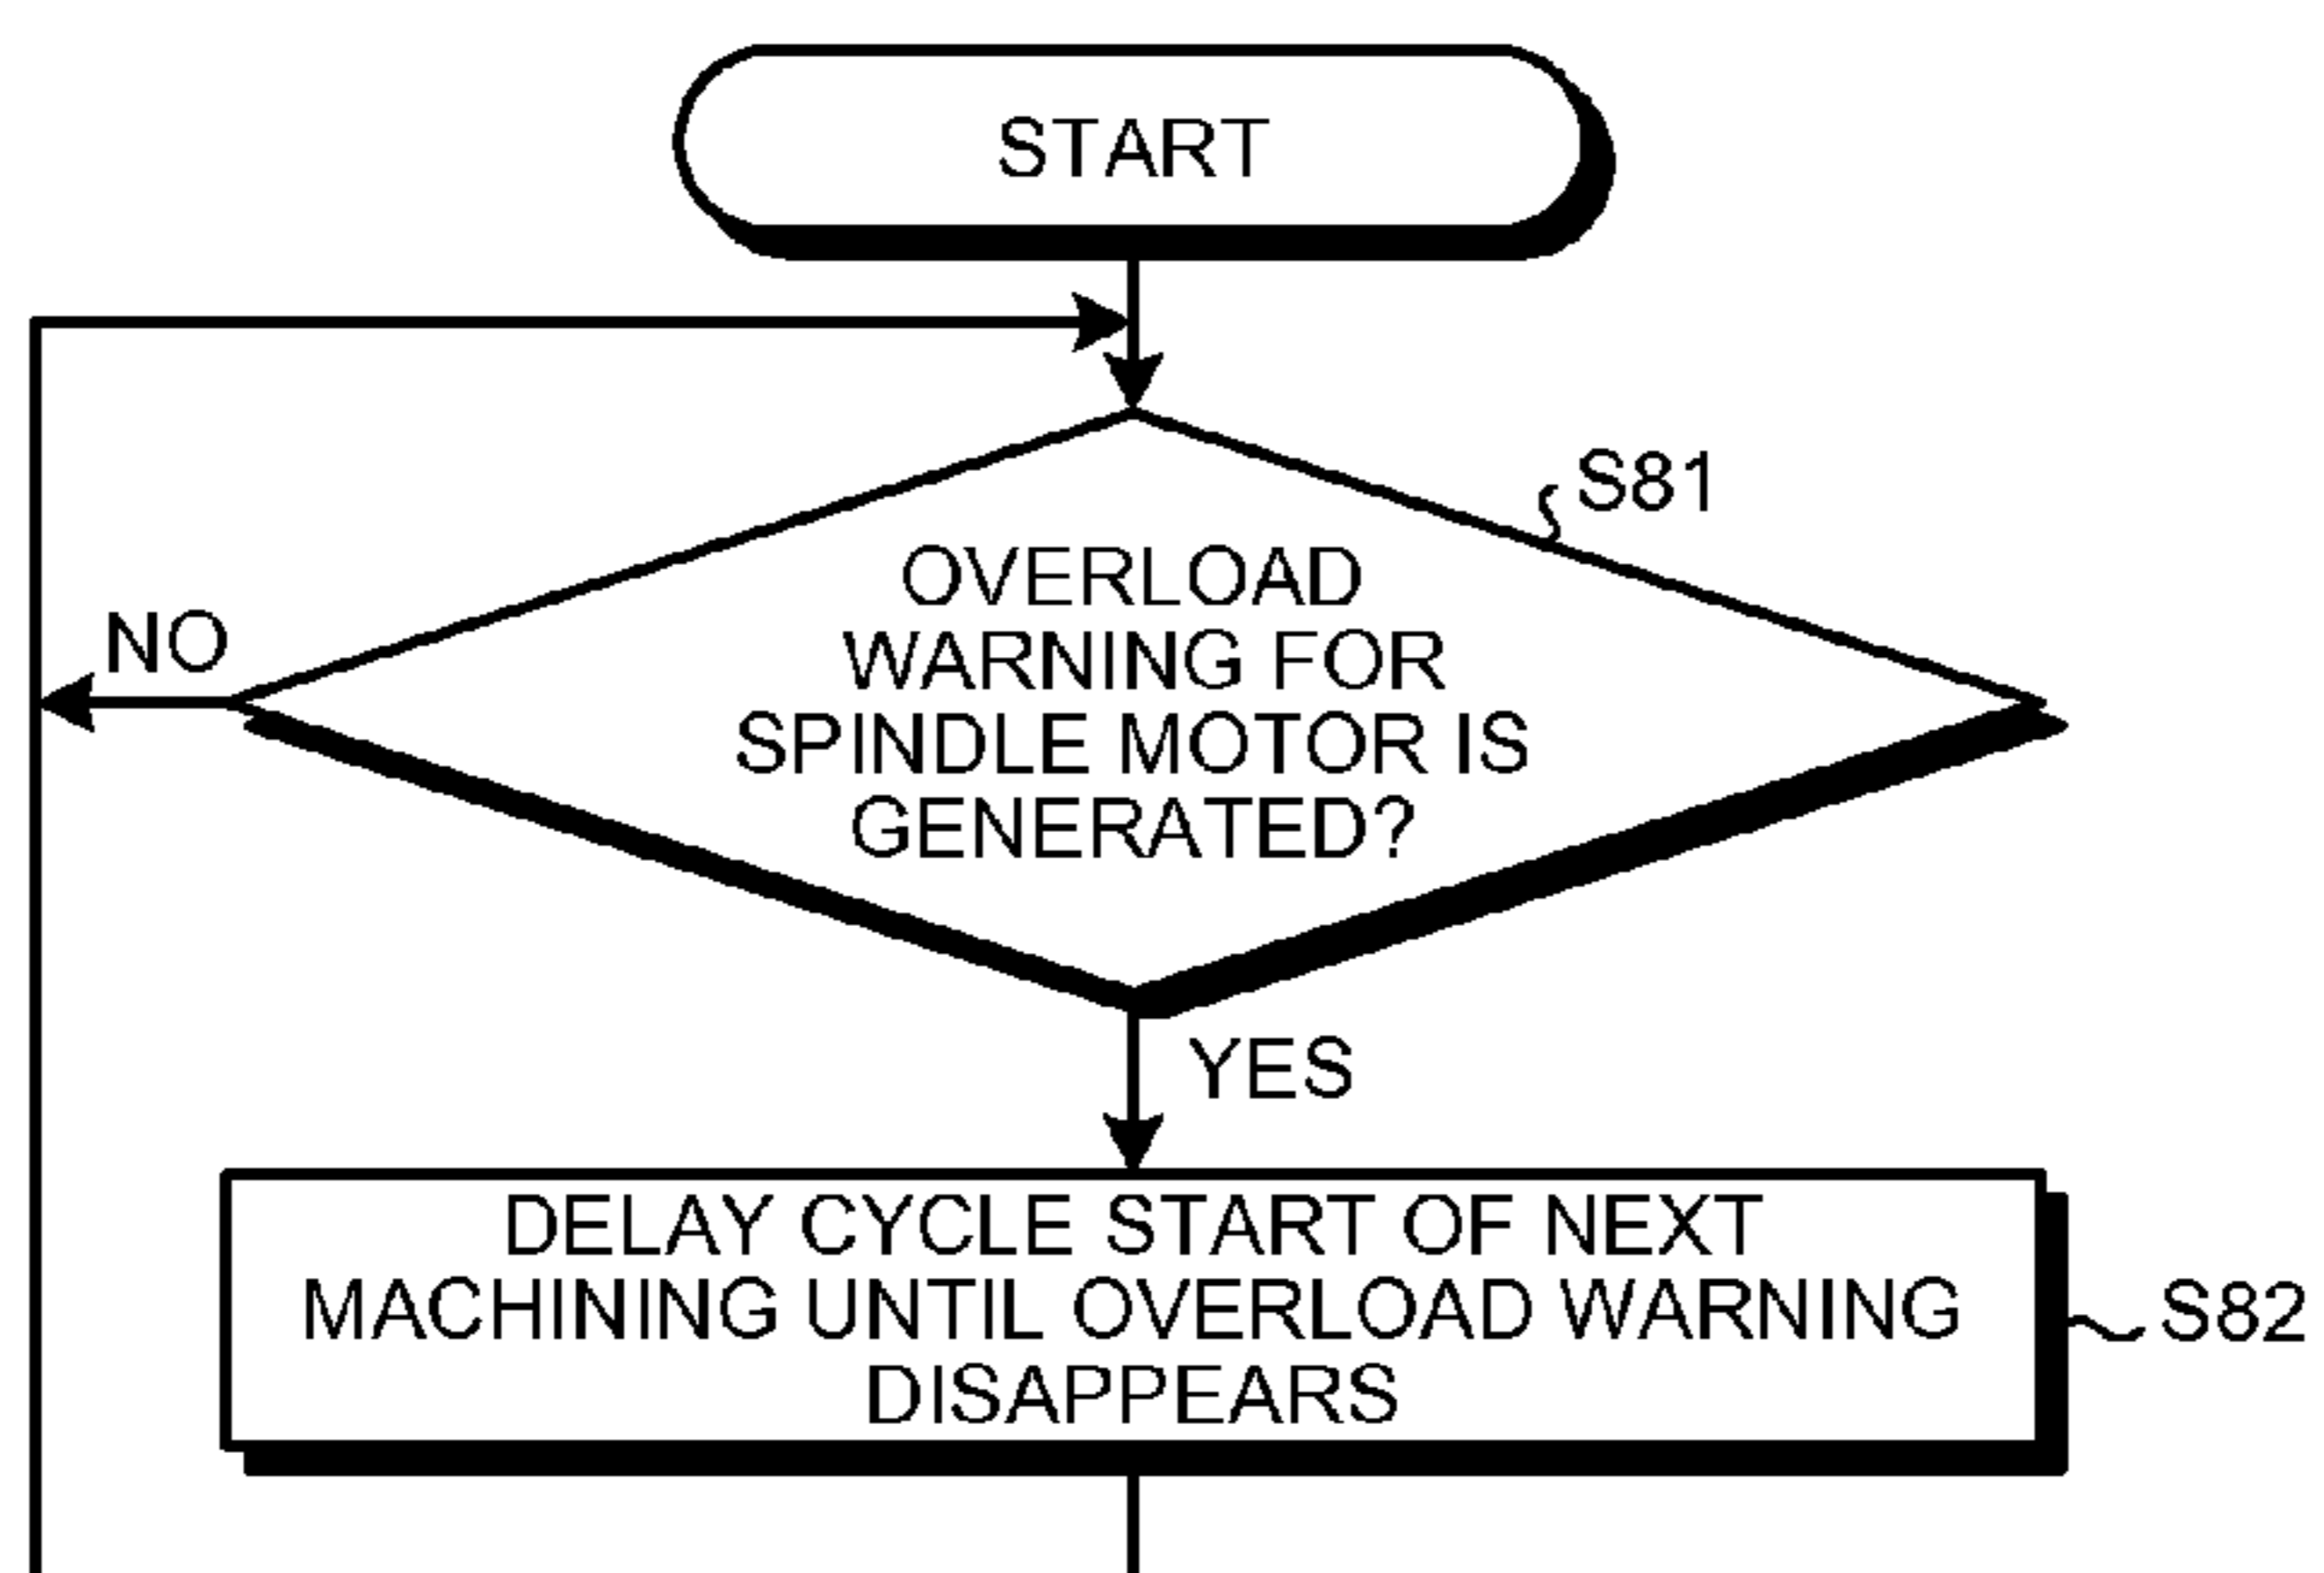 START
S81
OVERLOAD
WARNING FOR
SPINDLE MOTOR IS
GENERATED?
NO
YES
DELAY CYCLE START OF NEXT
MACHINING UNTIL OVERLOAD WARNING
DISAPPEARS
S82